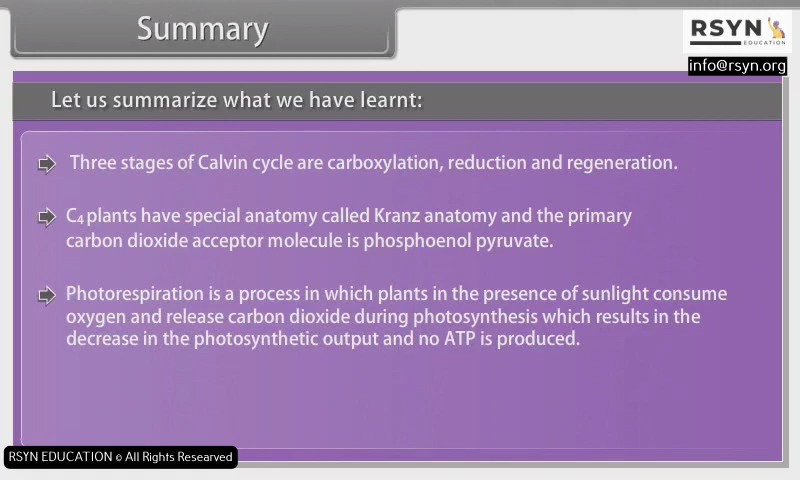 Summary
RSYN
EDUCATION
info@rsyn.org
Let us summarize what we have learnt:
Three stages of Calvin cycle are carboxylation, reduction and regeneration.
C4 plants have special anatomy called Kranz anatomy and the primary
carbon dioxide acceptor molecule is phosphoenol pyruvate.
Photorespiration is a process in which plants in the presence of sunlight consume
oxygen and release carbon dioxide during photosynthesis which results in the
decrease in the photosynthetic output and no ATP is produced.
RSYN EDUCATION © All Rights Researved